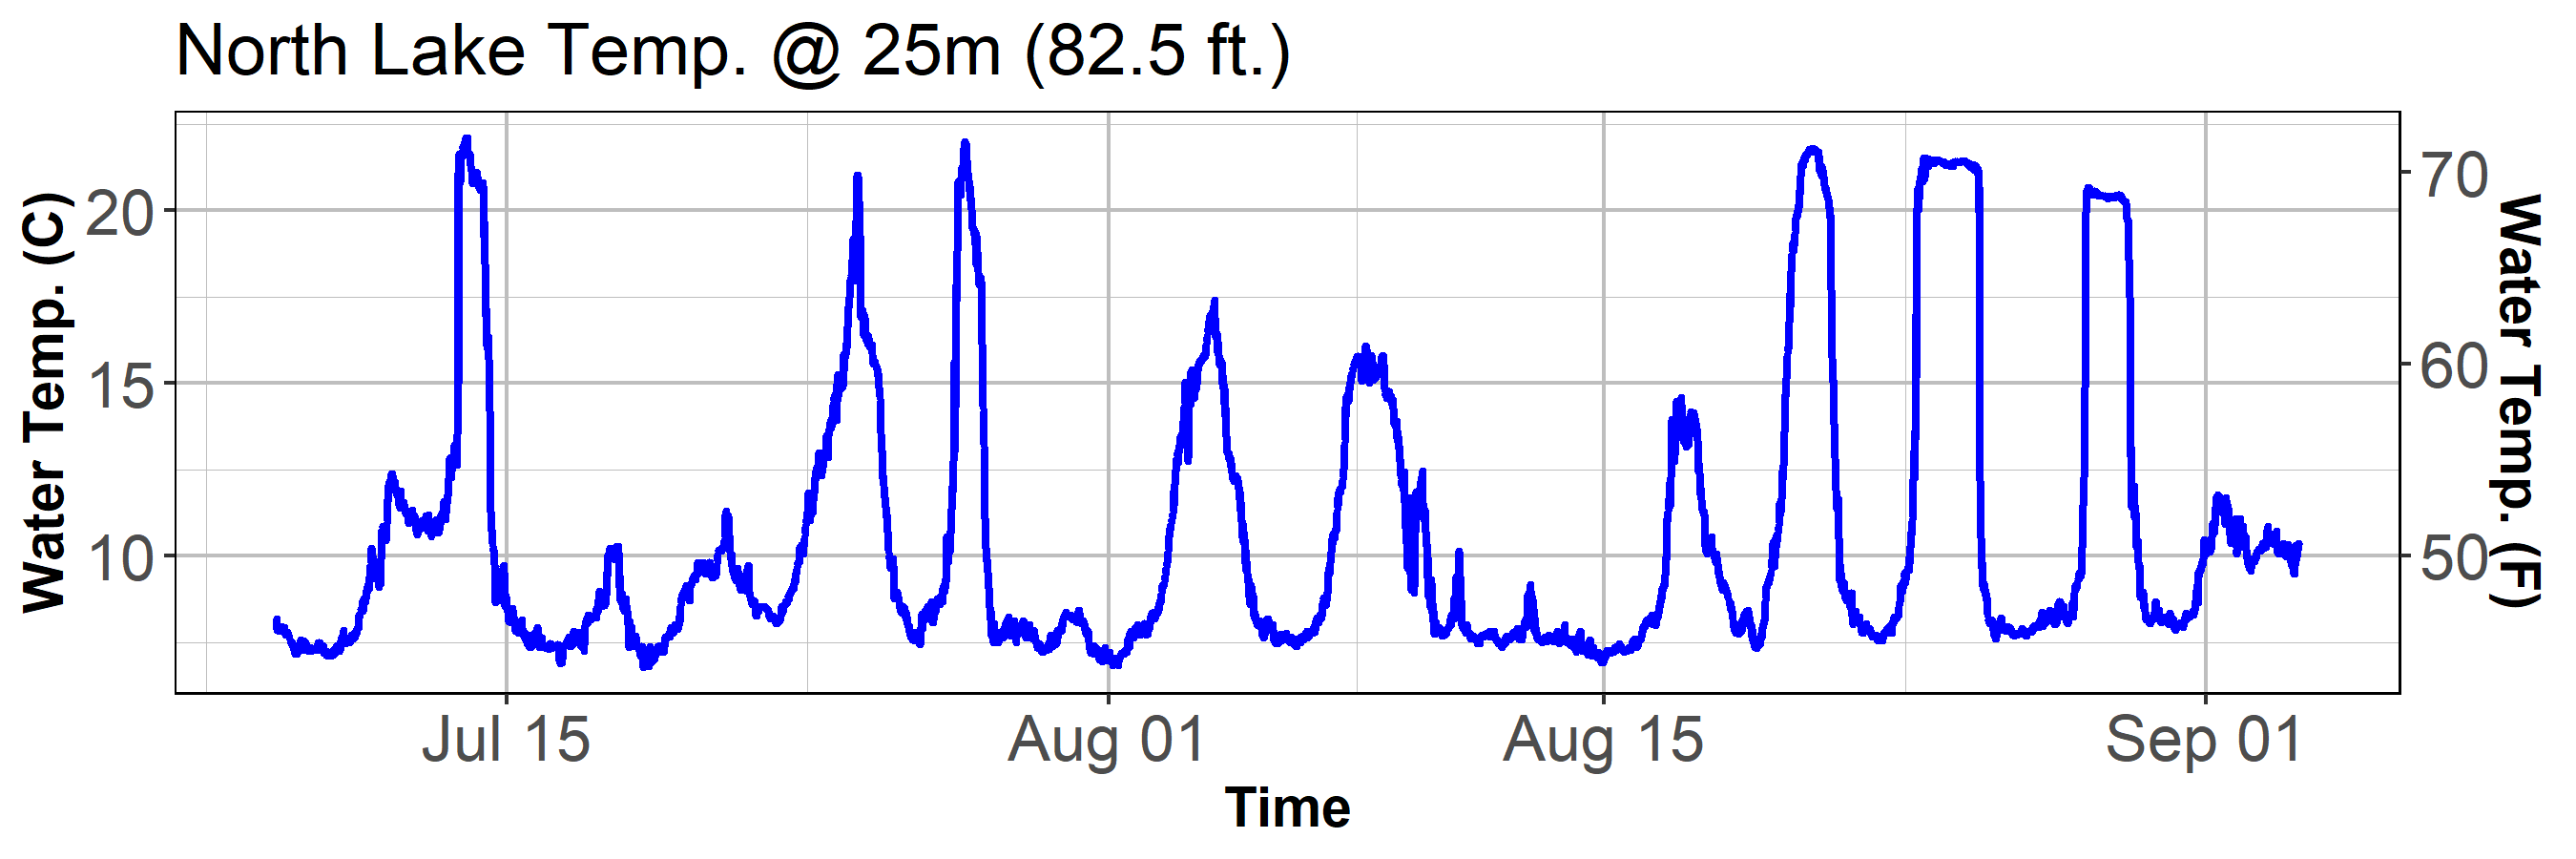 North Lake Temp. @ 25m (82.5 ft.)
Water Temp. (C)
20
15
10
70
60
50
Water Temp. (F)
Jul 15
Aug 01
Aug 15
Sep 01
Time